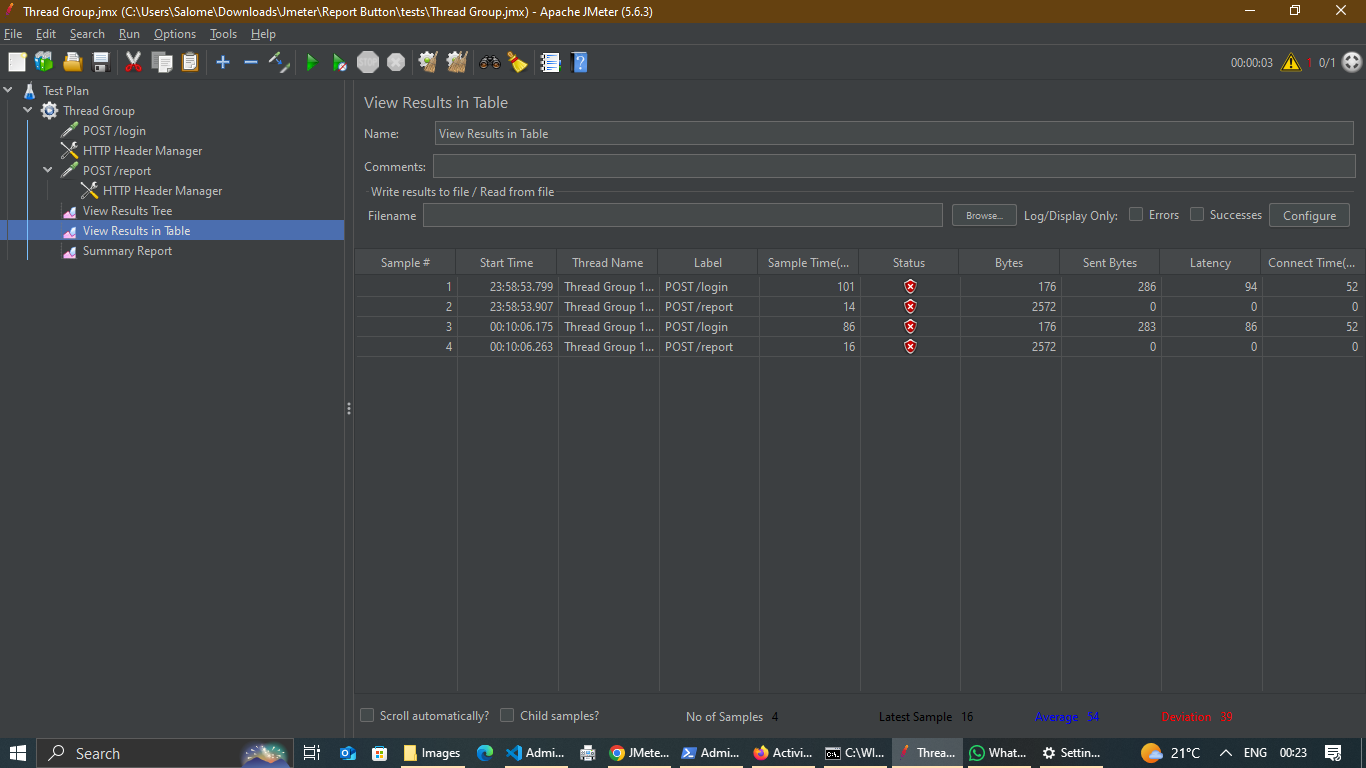 Thread Group.jmx (C:\Users\Salome\Downloads\Jmeter\Report Button\tests\Thread Group.jmx) - Apache JMeter (5.6.3)
File Edit Search Run Options Tools Help
STOP 00:00:03 1 0/1
Test Plan
Thread Group
POST /login
HTTP Header Manager
POST /report
HTTP Header Manager
View Results Tree
View Results in Table
Summary Report
View Results in Table
Name: View Results in Table
Comments:
Write results to file / Read from file
Filename Browse... Log/Display Only: Errors Successes Configure
Sample # Start Time Thread Name Label Sample Time(... Status Bytes Sent Bytes Latency Connect Time(...
1 23:58:53.799 Thread Group 1... POST /login 101 176 286 94 52
2 23:58:53.907 Thread Group 1... POST /report 14 2572 0 0 0
3 00:10:06.175 Thread Group 1... POST /login 86 176 283 86 52
4 00:10:06.263 Thread Group 1... POST /report 16 2572 0 0 0
Scroll automatically? Child samples? No of Samples 4 Latest Sample 16 Average 54 Deviation 39
Search Images Admi... JMete... Admi... Activi... C:\WI... Threa... What... Settin... 21°C ENG 00:23